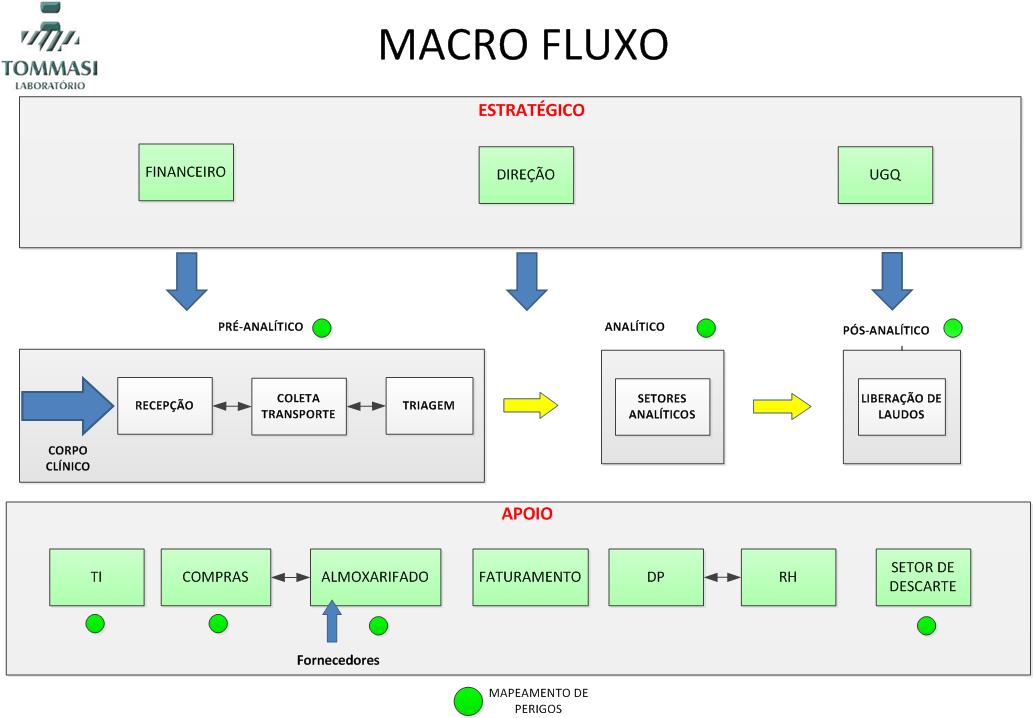 TOMMASI
LABORATÓRIO
MACRO FLUXO
ESTRATÉGICO
FINANCEIRO
DIREÇÃO
UGQ
PRÉ-ANALÍTICO
ANALÍTICO
PÓS-ANALÍTICO
CORPO
CLÍNICO
RECEPÇÃO
COLETA
TRANSPORTE
TRIAGEM
SETORES
ANALÍTICOS
LIBERAÇÃO DE
LAUDOS
APOIO
TI
COMPRAS
ALMOXARIFADO
FATURAMENTO
DP
RH
SETOR DE
DESCARTE
Fornecedores
MAPEAMENTO DE
PERIGOS